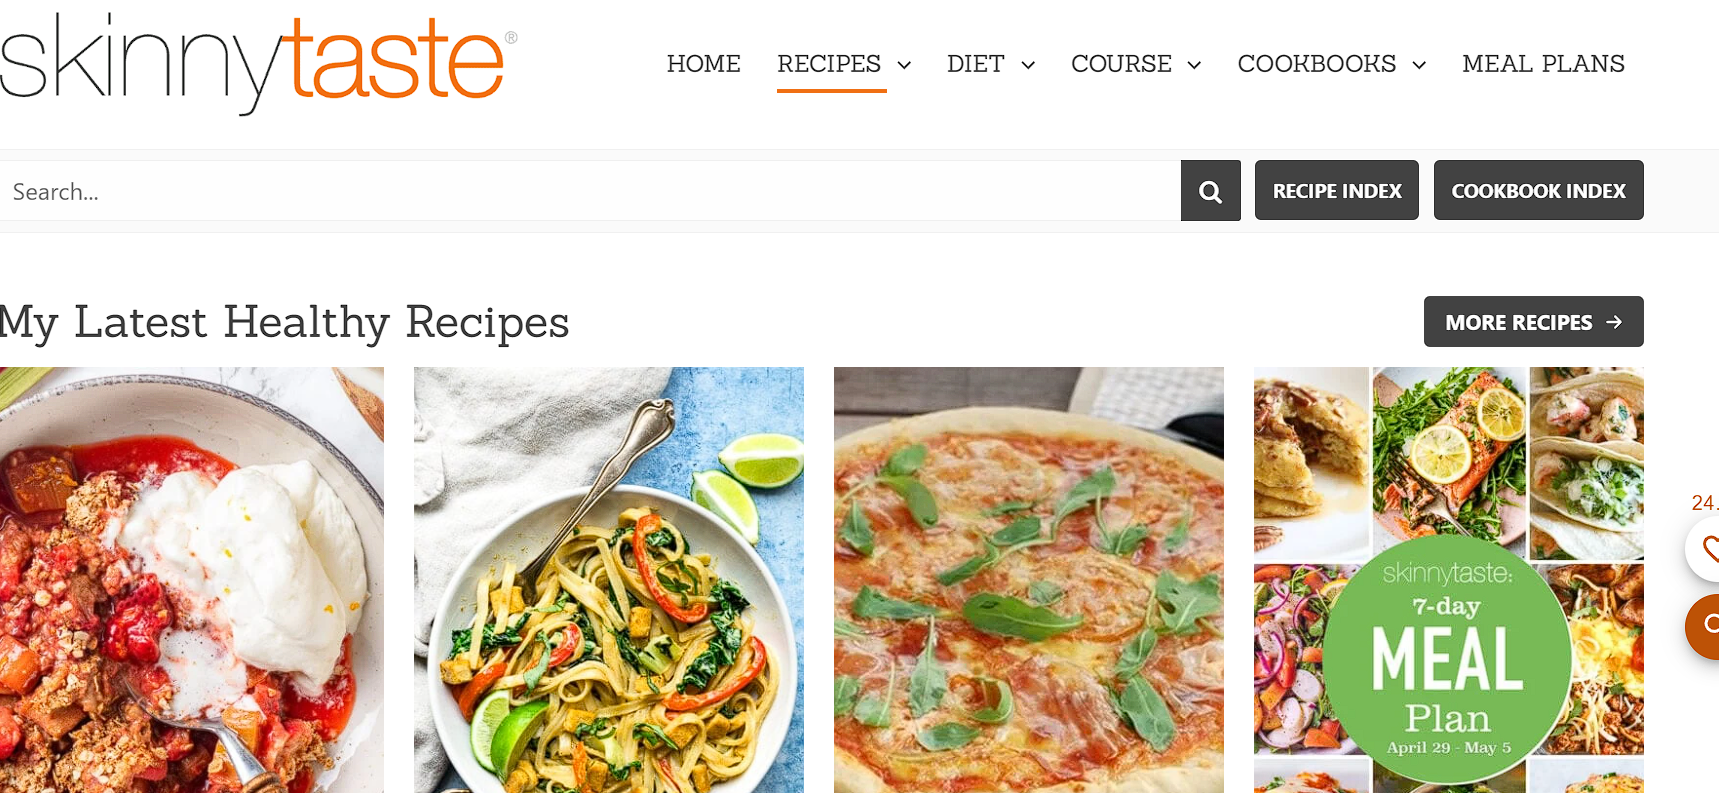 skinnytaste®
HOME RECIPES DIET COURSE COOKBOOKS MEAL PLANS
Search...
RECIPE INDEX
COOKBOOK INDEX
My Latest Healthy Recipes
MORE RECIPES →
24.
skinnytaste:
7-day
MEAL
Plan
April 29 - May 5